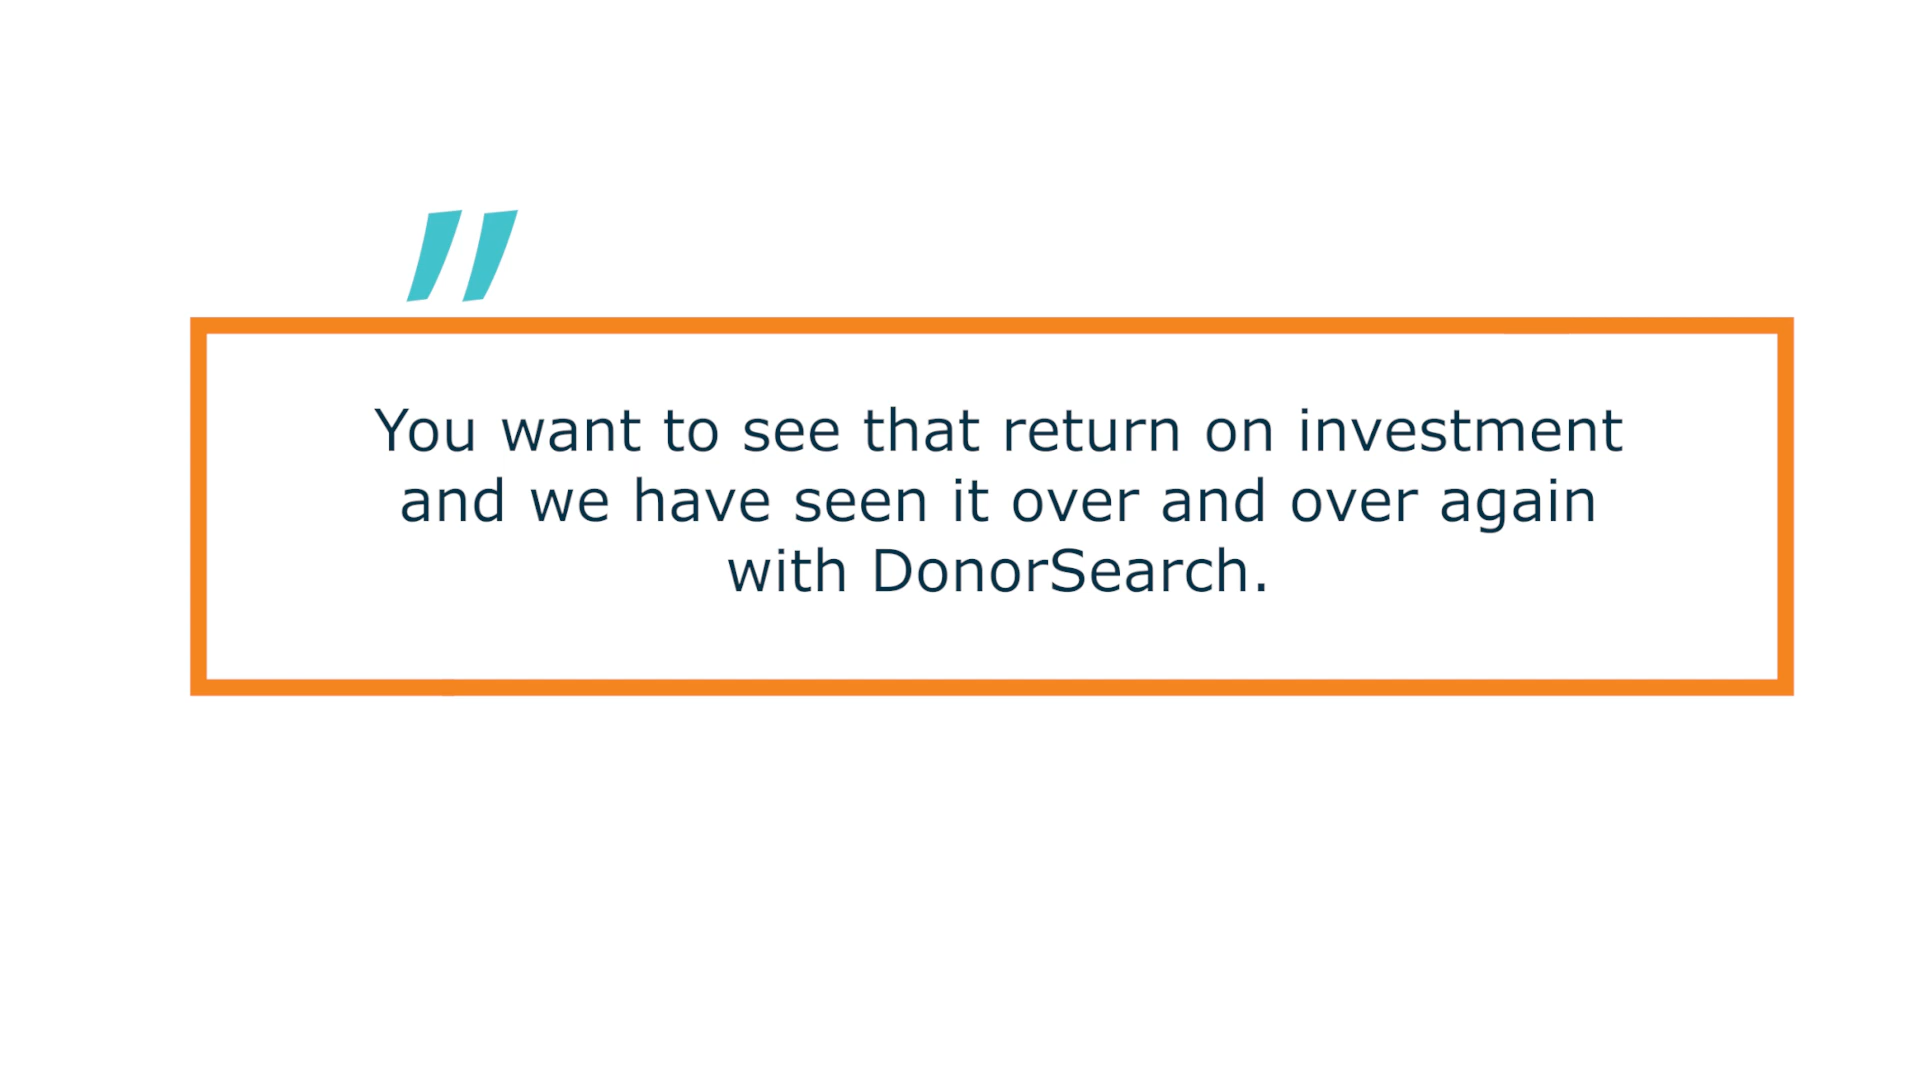 "
You want to see that return on investment
and we have seen it over and over again
with DonorSearch.